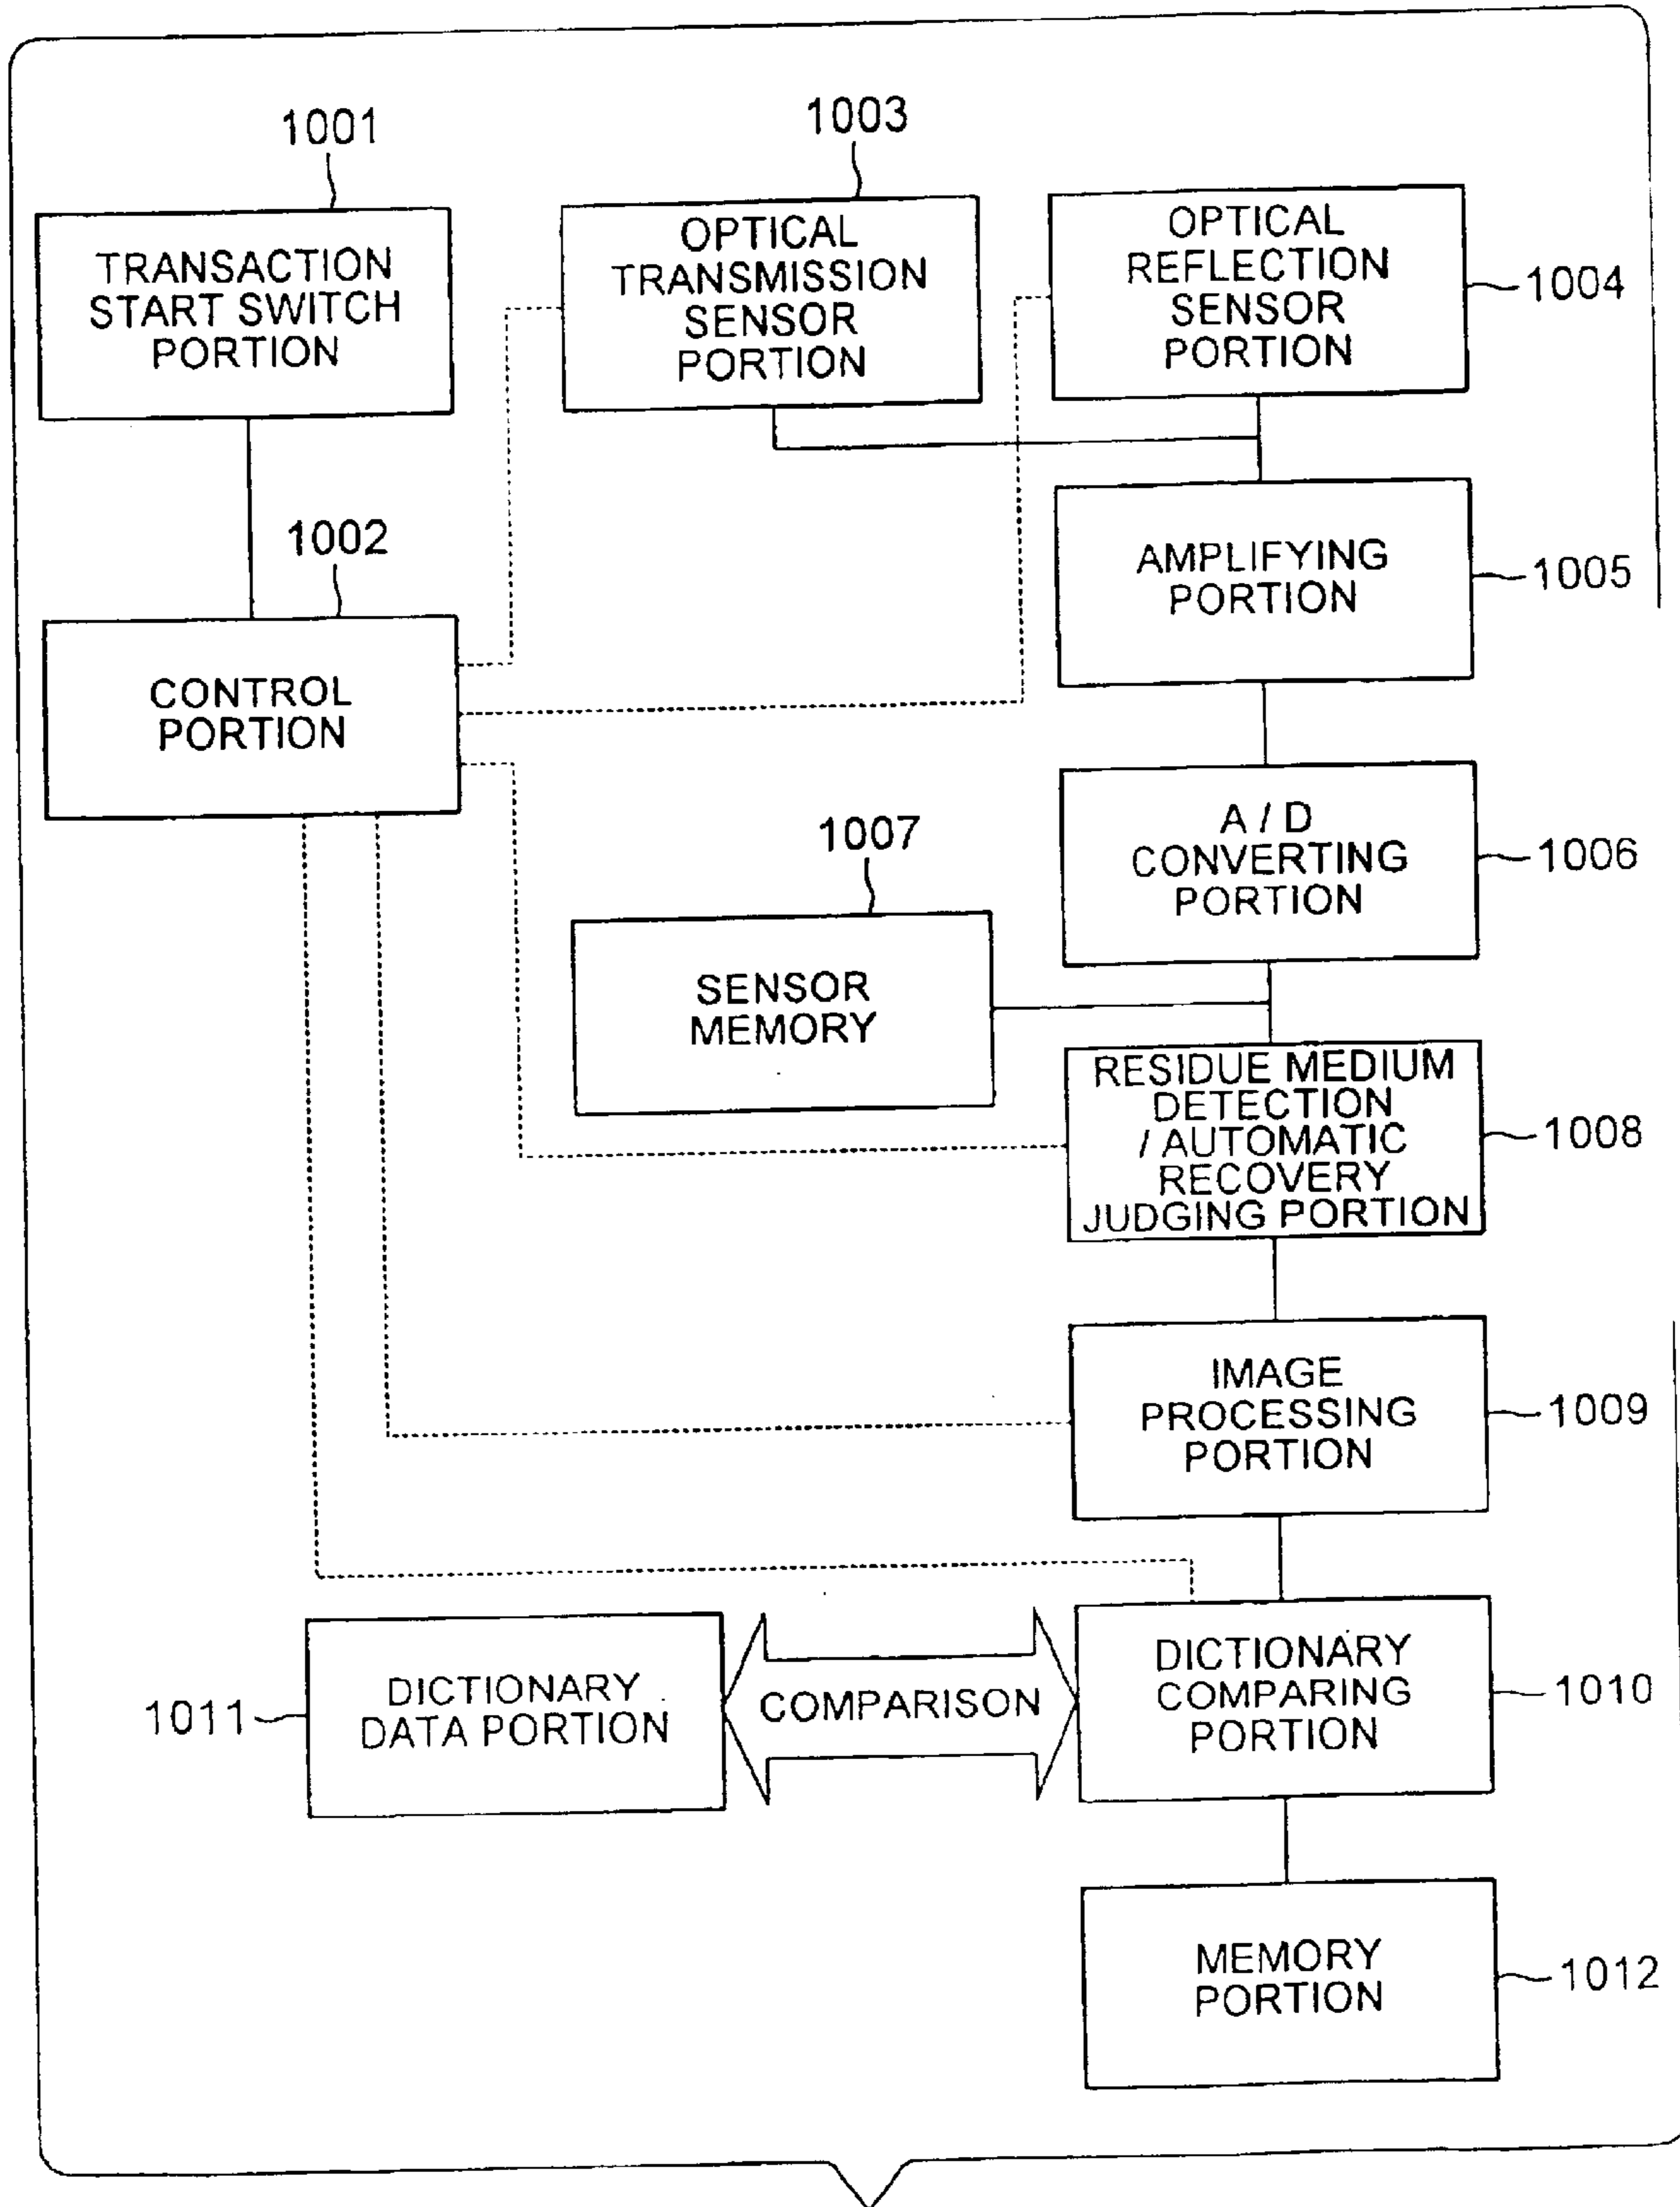 1001
1003
TRANSACTION
START SWITCH
PORTION
OPTICAL
TRANSMISSION
SENSOR
PORTION
OPTICAL
REFLECTION
SENSOR
PORTION
1004
1002
CONTROL
PORTION
AMPLIFYING
PORTION
1005
A / D
CONVERTING
PORTION
1006
1007
SENSOR
MEMORY
RESIDUE MEDIUM
DETECTION
/ AUTOMATIC
RECOVERY
JUDGING PORTION
1008
IMAGE
PROCESSING
PORTION
1009
1011
DICTIONARY
DATA PORTION
COMPARISON
DICTIONARY
COMPARING
PORTION
1010
MEMORY
PORTION
1012